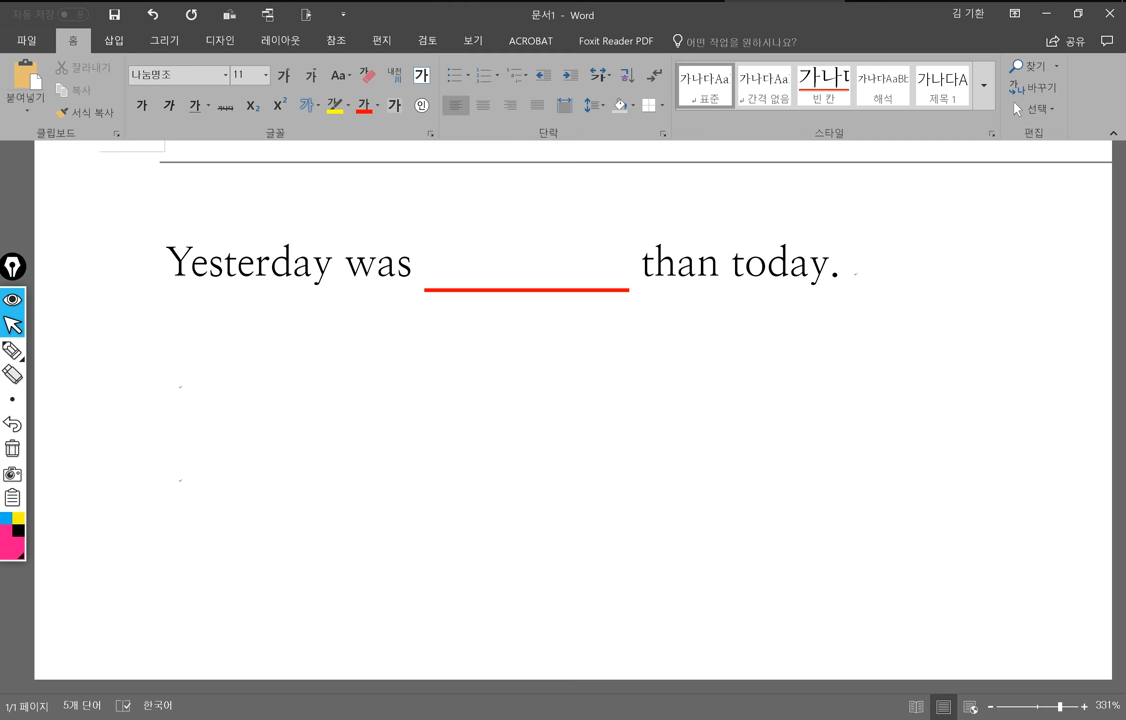 자동 저장
문서1 - Word
김 기환
파일 홈 삽입 그리기 디자인 레이아웃 참조 편지 검토 보기 ACROBAT Foxit Reader PDF 어떤 작업을 원하시나요? 공유
붙여넣기
잘라내기
복사
서식 복사
클립보드
나눔명조 11 가 가 Aa 가 내천 가
가 가 가 가나다 X₂ X² 가 가 가 가 인
글꼴
단락
가나다Aa 가나다Aa 가나다 가나다AaBb 가나다A
표준 간격 없음 빈 칸 해석 제목 1
스타일
찾기
바꾸기
선택
편집
Yesterday was than today.
1/1 페이지 5개 단어 한국어 331%